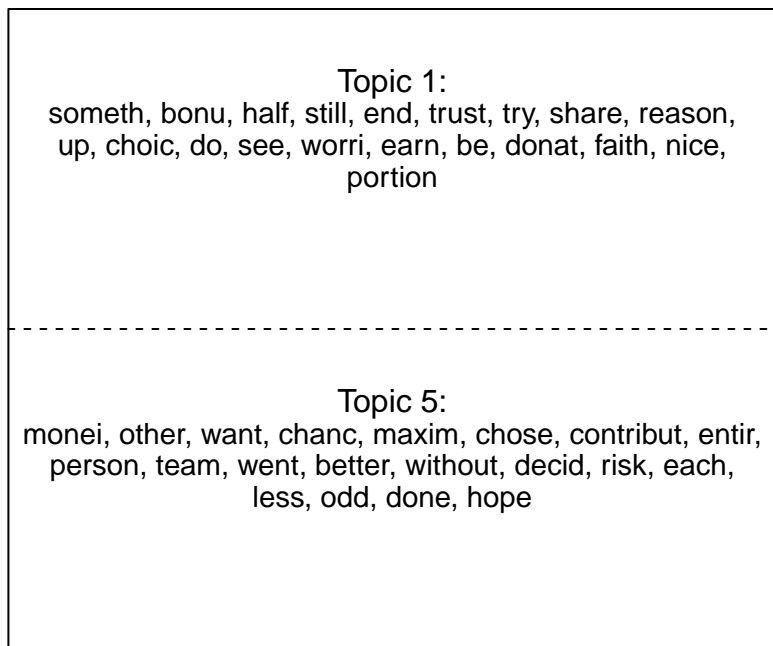 Topic 1:
someth, bonu, half, still, end, trust, try, share, reason,
up, choic, do, see, worri, earn, be, donat, faith, nice,
portion
Topic 5:
monei, other, want, chanc, maxim, chose, contribut, entir,
person, team, went, better, without, decid, risk, each,
less, odd, done, hope